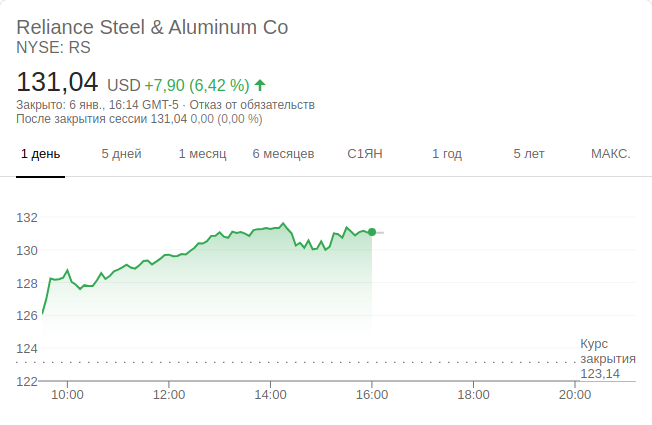 Reliance Steel & Aluminum Co
NYSE: RS
131,04 USD +7,90 (6,42 %)
Закрыто: 6 янв., 16:14 GMT-5 · Отказ от обязательств
После закрытия сессии 131,04 0,00 (0,00 %)
1 день 5 дней 1 месяц 6 месяцев С1ЯН 1 год 5 лет МАКС.
132
130
128
126
124
122
Курс
закрытия
123,14
10:00 12:00 14:00 16:00 18:00 20:00